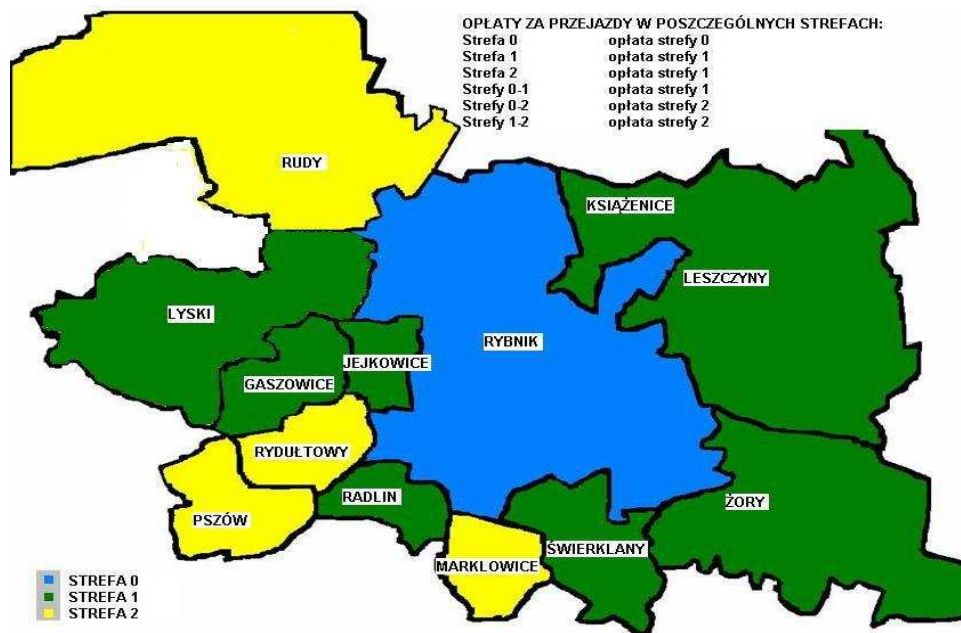 OPŁATY ZA PRZEJAZDY W POSZCZEGÓLNYCH STREFACH:
Strefa 0 opłata strefy 0
Strefa 1 opłata strefy 1
Strefa 2 opłata strefy 1
Strefy 0-1 opłata strefy 1
Strefy 0-2 opłata strefy 2
Strefy 1-2 opłata strefy 2
RUDY
KSIĄŻENICE
LESZCZYNY
LYSKI
RYBNIK
JEJKOWICE
GASZOWICE
RYDUŁTOWY
RADLIN
ŻORY
PSZÓW
ŚWIERKLANY
MARKLOWICE
STREFA 0
STREFA 1
STREFA 2